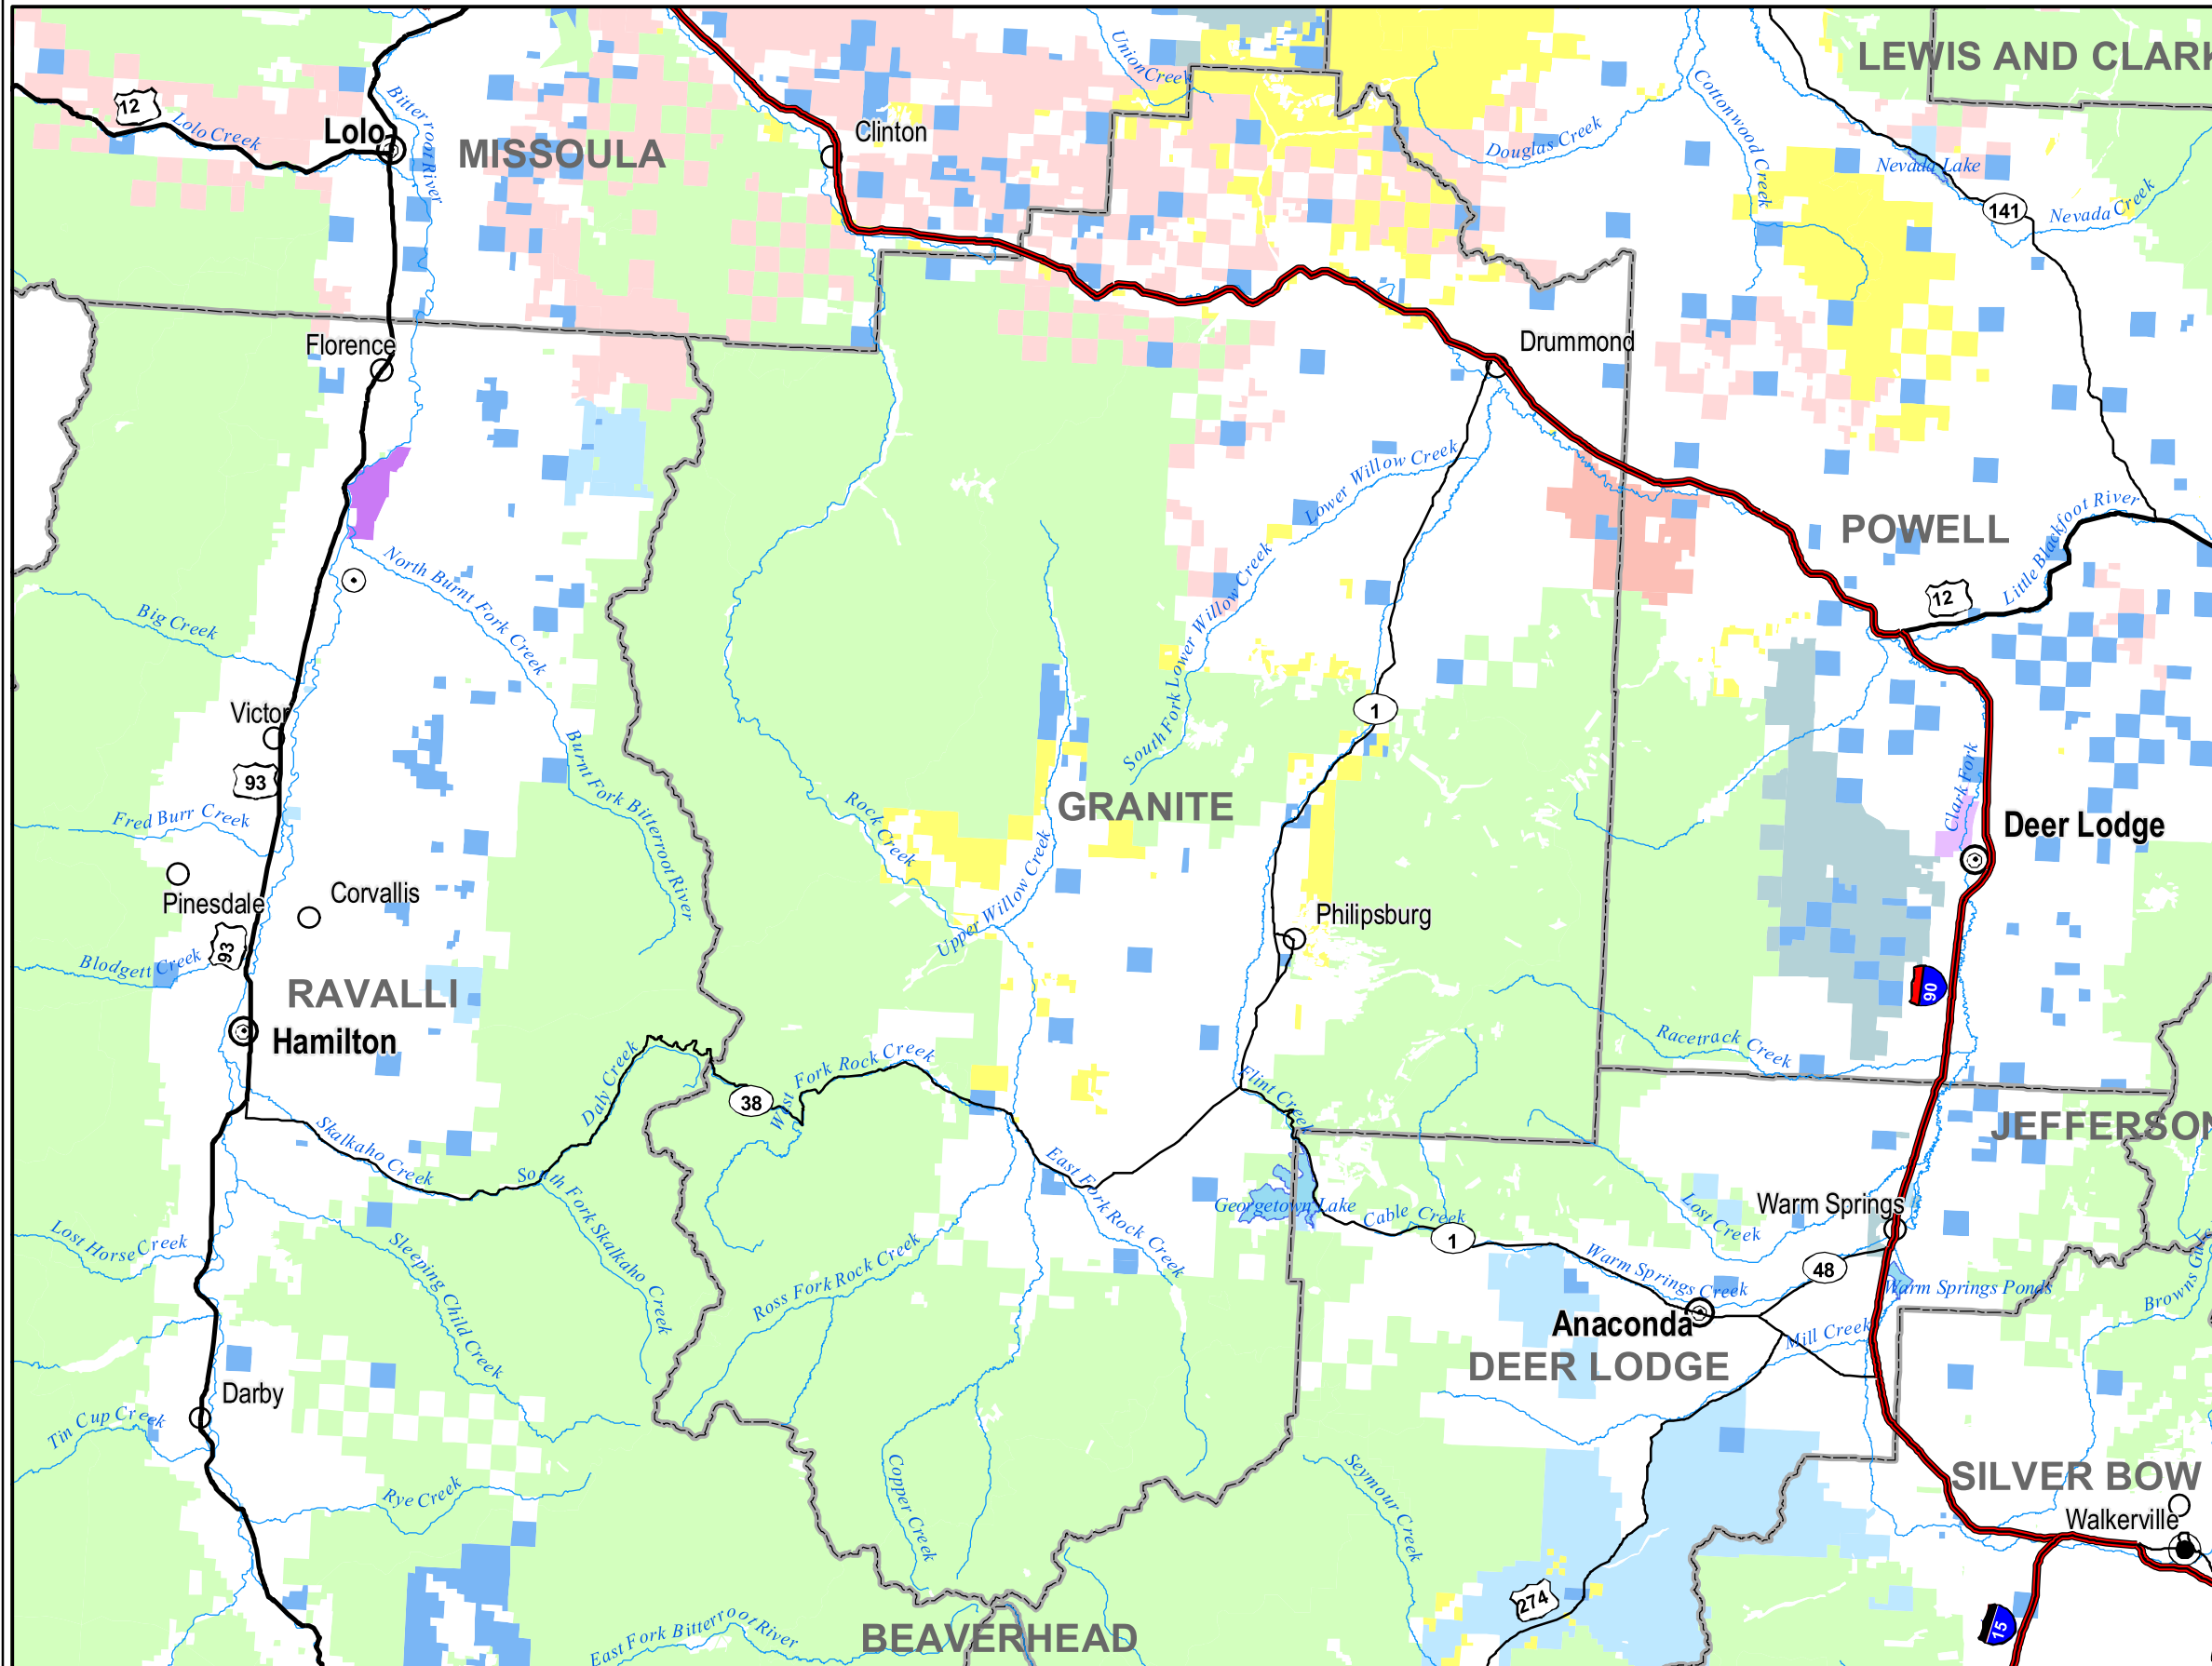 LEWIS AND CLARK
Union Creek
12
Lolo Creek
Lolo
Bitterroot River
MISSOULA
Clinton
Douglas Creek
Cottonwood Creek
Nevada Lake
141
Nevada Creek
Florence
Drummond
Lower Willow Creek
POWELL
Little Blackfoot River
12
North Burnt Fork Creek
Big Creek
South Fork Lower Willow Creek
Victor
93
1
Burnt Fork Bitterroot River
Fred Burr Creek
Rock Creek
GRANITE
Clark Fork
Deer Lodge
Pinesdale
Corvallis
Upper Willow Creek
Philipsburg
93
Blodgett Creek
RAVALLI
90
Hamilton
Racetrack Creek
Daly Creek
38
West Fork Rock Creek
Flint Creek
JEFFERSON
Skalkaho Creek
South Fork Skalkaho Creek
East Fork Rock Creek
Georgetown Lake
Cable Creek
1
Lost Creek
Warm Springs
Lost Horse Creek
Sleeping Child Creek
Ross Fork Rock Creek
Warm Springs Creek
48
Warm Springs Ponds
Browns Gulch
Anaconda
Mill Creek
DEER LODGE
Darby
Tin Cup Creek
Rye Creek
Copper Creek
Seymour Creek
SILVER BOW
Walkerville
274
15
East Fork Bitterroot River
BEAVERHEAD